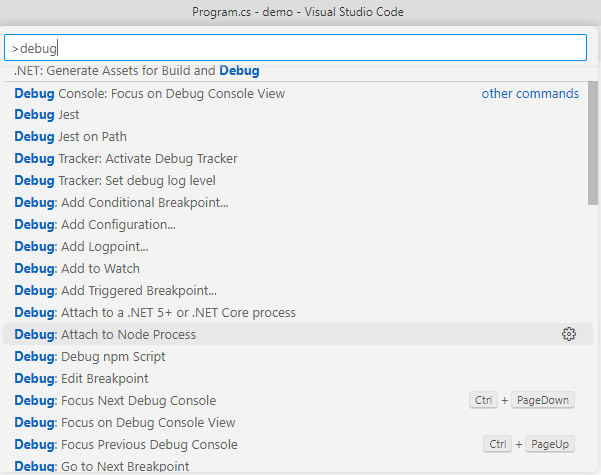 Program.cs - demo - Visual Studio Code
>debug
.NET: Generate Assets for Build and Debug
Debug Console: Focus on Debug Console View other commands
Debug Jest
Debug Jest on Path
Debug Tracker: Activate Debug Tracker
Debug Tracker: Set debug log level
Debug: Add Conditional Breakpoint...
Debug: Add Configuration...
Debug: Add Logpoint...
Debug: Add to Watch
Debug: Add Triggered Breakpoint...
Debug: Attach to a .NET 5+ or .NET Core process
Debug: Attach to Node Process
Debug: Debug npm Script
Debug: Edit Breakpoint
Debug: Focus Next Debug Console Ctrl + PageDown
Debug: Focus on Debug Console View
Debug: Focus Previous Debug Console Ctrl + PageUp
Debug: Go to Next Breakpoint